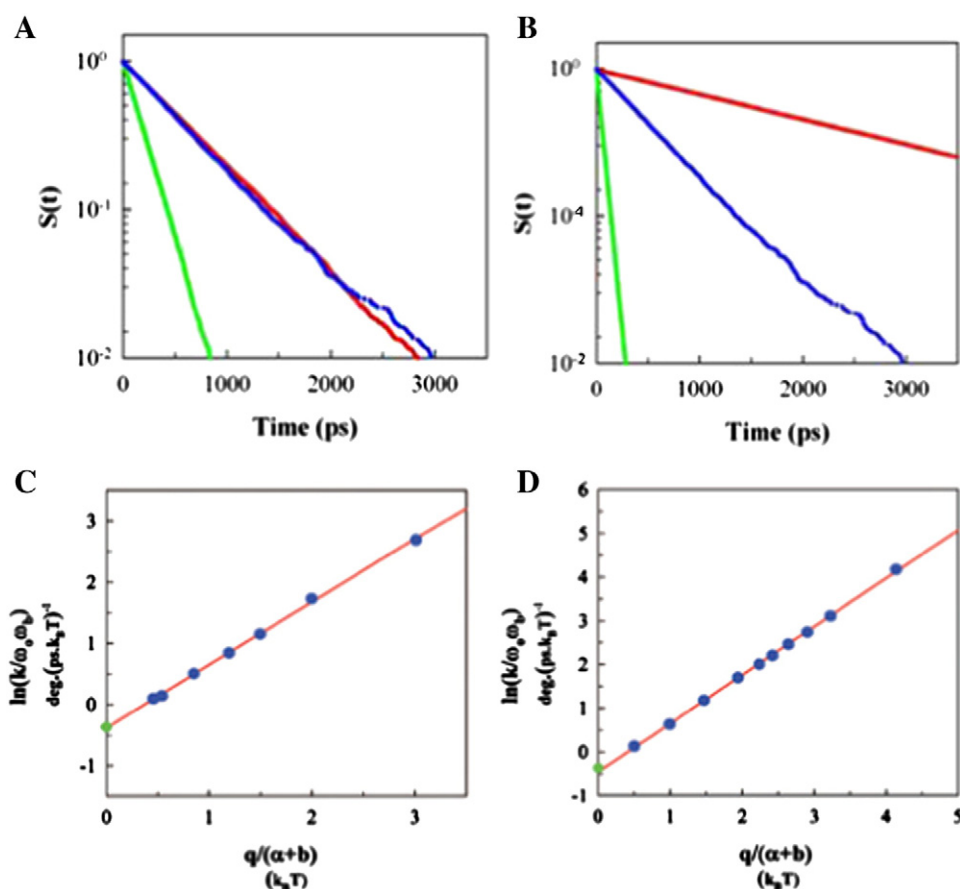 A
B
S(t)
10^0
10^-1
10^-2
0 1000 2000 3000
Time (ps)
S(t)
10^0
10^-4
10^-2
0 1000 2000 3000
Time (ps)
C
D
ln(k/ω_oω_b)
deg.(ps.k_BT)^-1
3
2
1
0
-1
0 1 2 3
q/(α+b)
(k_BT)
ln(k/ω_oω_b)
deg.(ps.k_BT)^-1
6
5
4
3
2
1
0
-1
0 1 2 3 4 5
q/(α+b)
(k_BT)